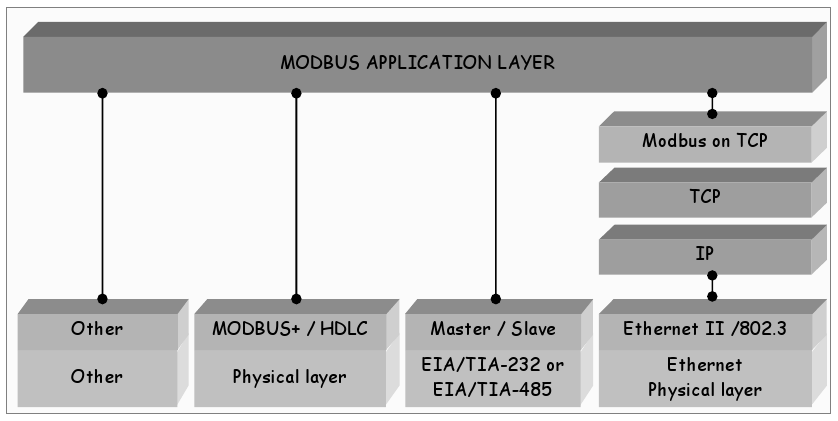 MODBUS APPLICATION LAYER
Modbus on TCP
TCP
IP
Other
MODBUS+ / HDLC
Master / Slave
Ethernet II /802.3
Other
Physical layer
EIA/TIA-232 or
EIA/TIA-485
Ethernet
Physical layer